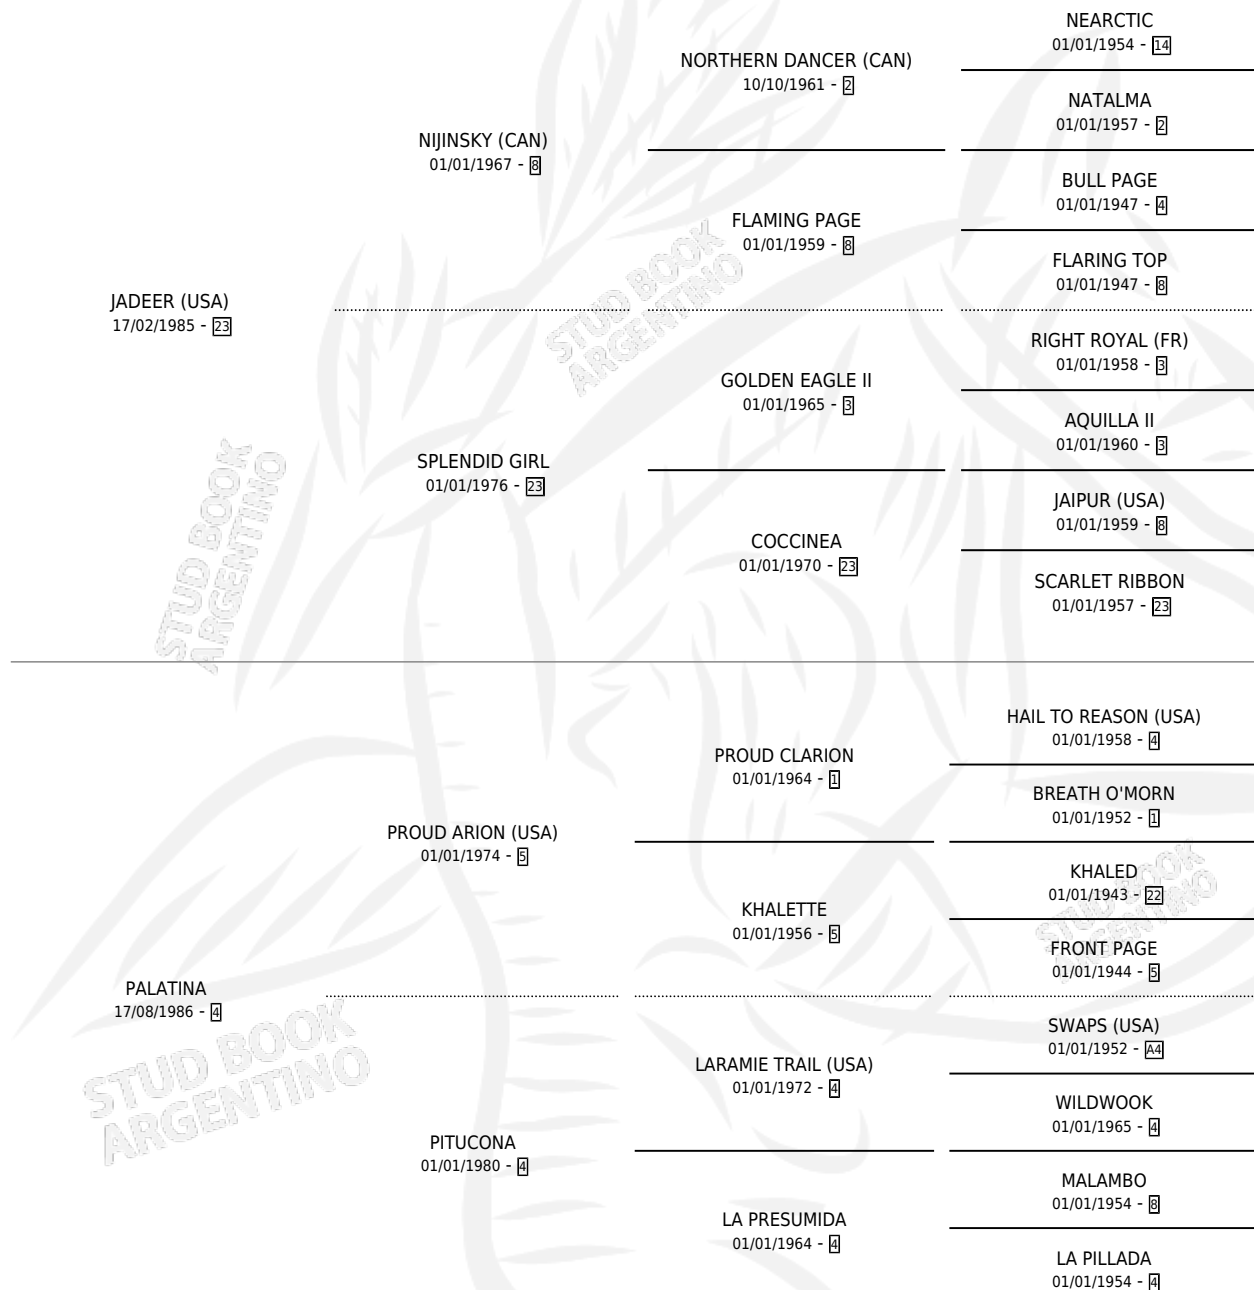 NEARCTIC
01/01/1954 - 14
NORTHERN DANCER (CAN)
10/10/1961 - 2
NATALMA
01/01/1957 - 2
NIJINSKY (CAN)
01/01/1967 - 8
BULL PAGE
01/01/1947 - 4
FLAMING PAGE
01/01/1959 - 8
FLARING TOP
01/01/1947 - 8
JADEER (USA)
17/02/1985 - 23
RIGHT ROYAL (FR)
01/01/1958 - 3
GOLDEN EAGLE II
01/01/1965 - 3
AQUILLA II
01/01/1960 - 3
SPLENDID GIRL
01/01/1976 - 23
JAIPUR (USA)
01/01/1959 - 8
COCCINEA
01/01/1970 - 23
SCARLET RIBBON
01/01/1957 - 23
HAIL TO REASON (USA)
01/01/1958 - 4
PROUD CLARION
01/01/1964 - 1
BREATH O'MORN
01/01/1952 - 1
PROUD ARION (USA)
01/01/1974 - 5
KHALED
01/01/1943 - 22
KHALETTE
01/01/1956 - 5
FRONT PAGE
01/01/1944 - 5
PALATINA
17/08/1986 - 4
SWAPS (USA)
01/01/1952 - A4
LARAMIE TRAIL (USA)
01/01/1972 - 4
WILDWOOK
01/01/1965 - 4
PITUCONA
01/01/1980 - 4
MALAMBO
01/01/1954 - 8
LA PRESUMIDA
01/01/1964 - 4
LA PILLADA
01/01/1954 - 4
STUD BOOK
ARGENTINO
STUD BOOK
ARGENTINO
STUD BOOK
ARGENTINO
STUD BOOK
ARGENTINO